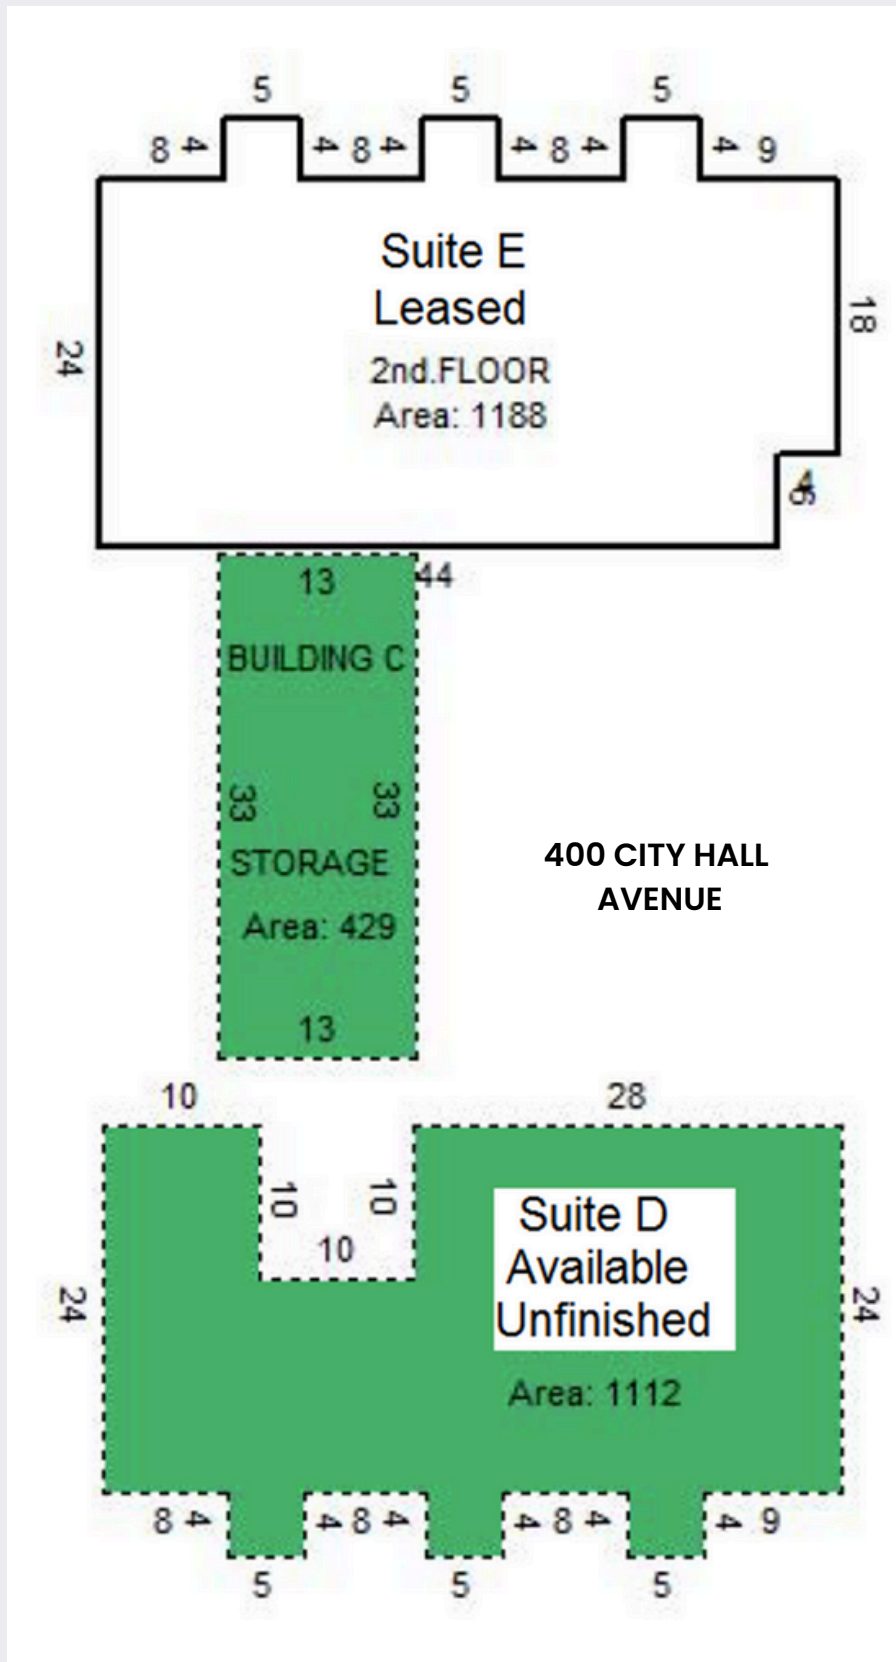 5 5 5
8 4 4 8 4 4 8 4 4 9
Suite E
Leased
18
24
2nd.FLOOR
Area: 1188
4
6
13
44
BUILDING C
33 33
STORAGE
400 CITY HALL
AVENUE
Area: 429
13
10 28
10 10
10
Suite D
Available
Unfinished
24 24
Area: 1112
8 4 4 8 4 4 8 4 4 9
5 5 5